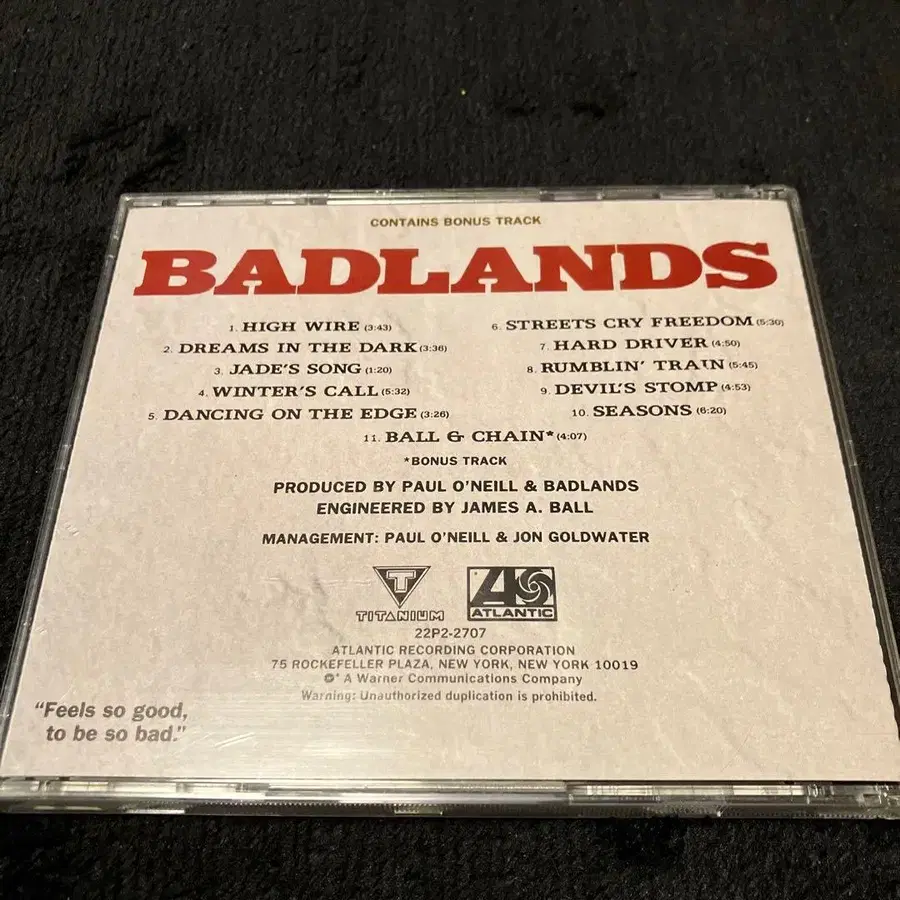 CONTAINS BONUS TRACK
BADLANDS
1. HIGH WIRE (3:43)
2. DREAMS IN THE DARK (3:36)
3. JADE'S SONG (1:20)
4. WINTER'S CALL (5:32)
5. DANCING ON THE EDGE (3:26)
6. STREETS CRY FREEDOM (5:30)
7. HARD DRIVER (4:50)
8. RUMBLIN' TRAIN (5:45)
9. DEVIL'S STOMP (4:53)
10. SEASONS (6:20)
11. BALL & CHAIN* (4:07)
*BONUS TRACK
PRODUCED BY PAUL O'NEILL & BADLANDS
ENGINEERED BY JAMES A. BALL
MANAGEMENT: PAUL O'NEILL & JON GOLDWATER
T
TITANIUM
A
ATLANTIC
22P2-2707
ATLANTIC RECORDING CORPORATION
75 ROCKEFELLER PLAZA, NEW YORK, NEW YORK 10019
℗* A Warner Communications Company
Warning: Unauthorized duplication is prohibited.
"Feels so good,
to be so bad."